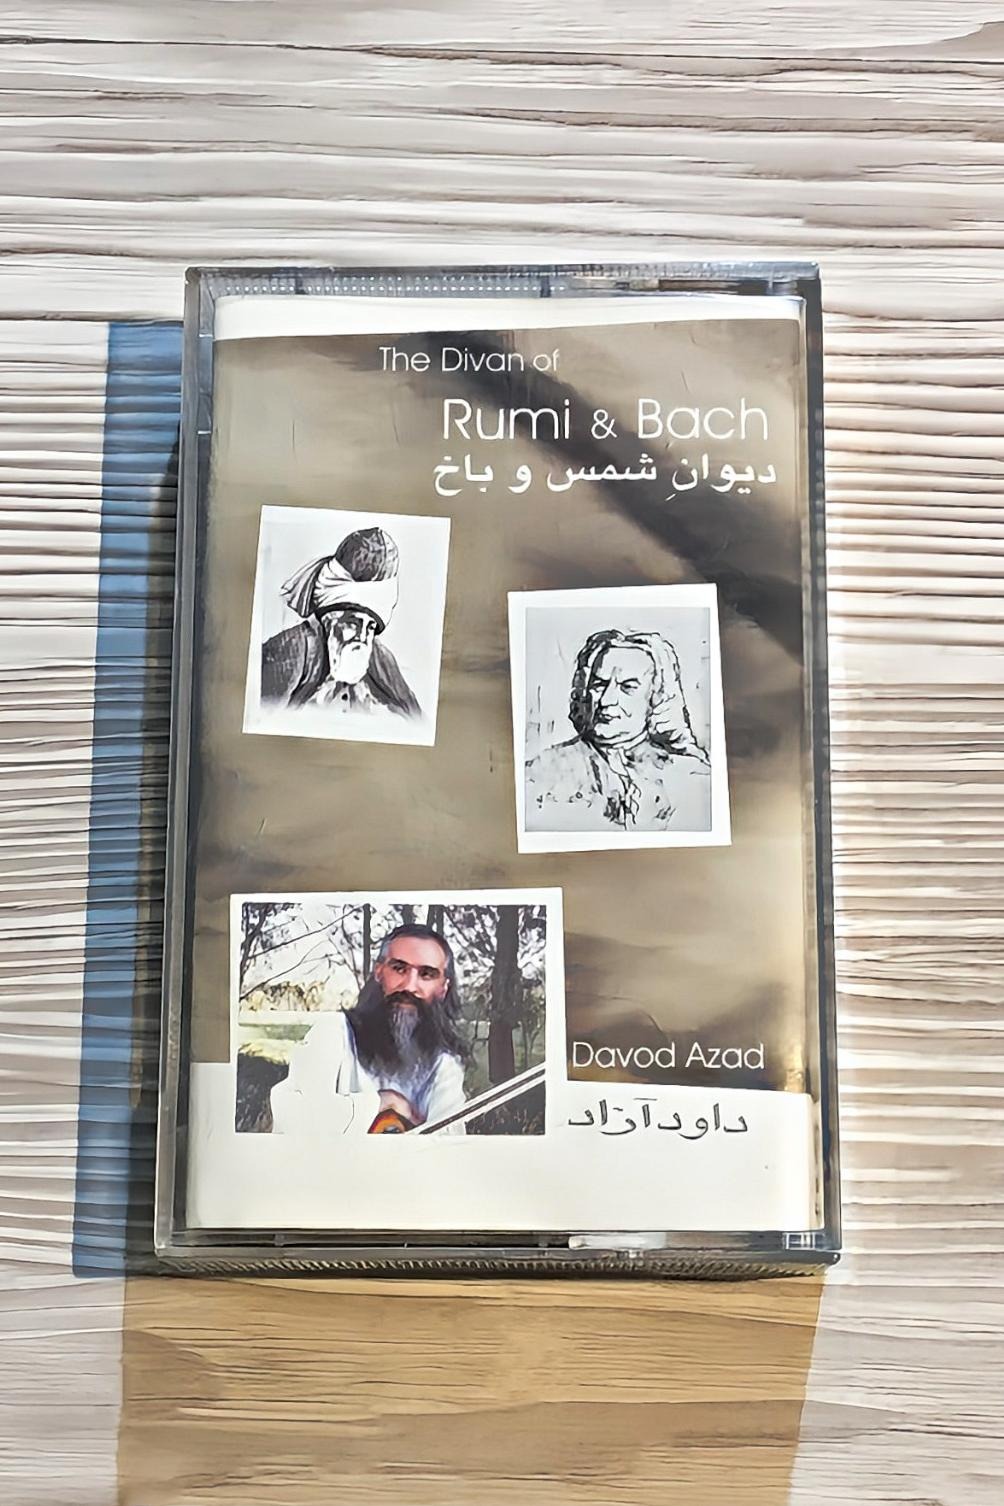 The Divan of
Rumi & Bach
دیوانِ شمس و باخ
Davod Azad
داود آزاد